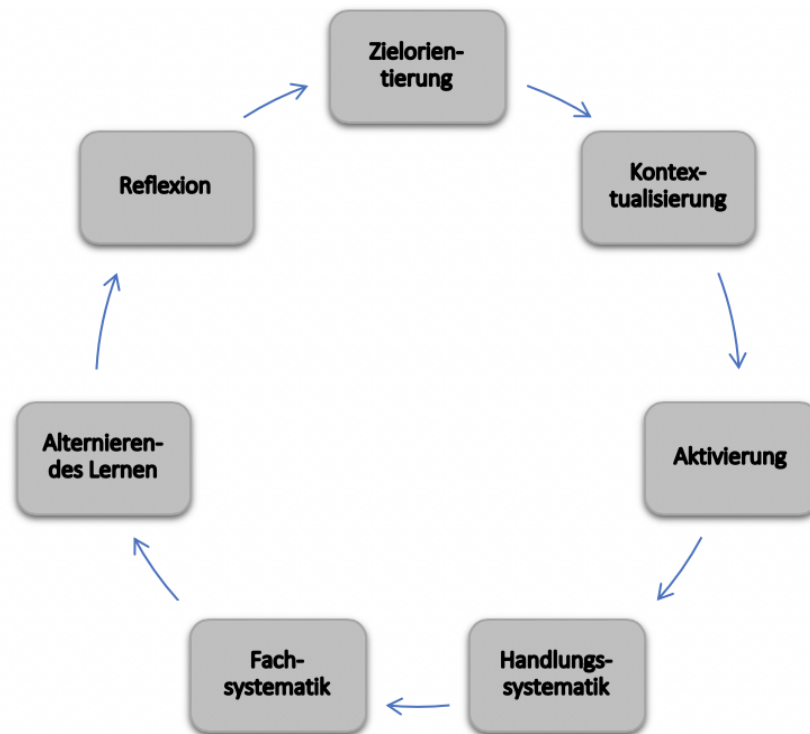 Zielorien-
tierung
Kontex-
tualisierung
Aktivierung
Handlungs-
systematik
Fach-
systematik
Alternieren-
des Lernen
Reflexion